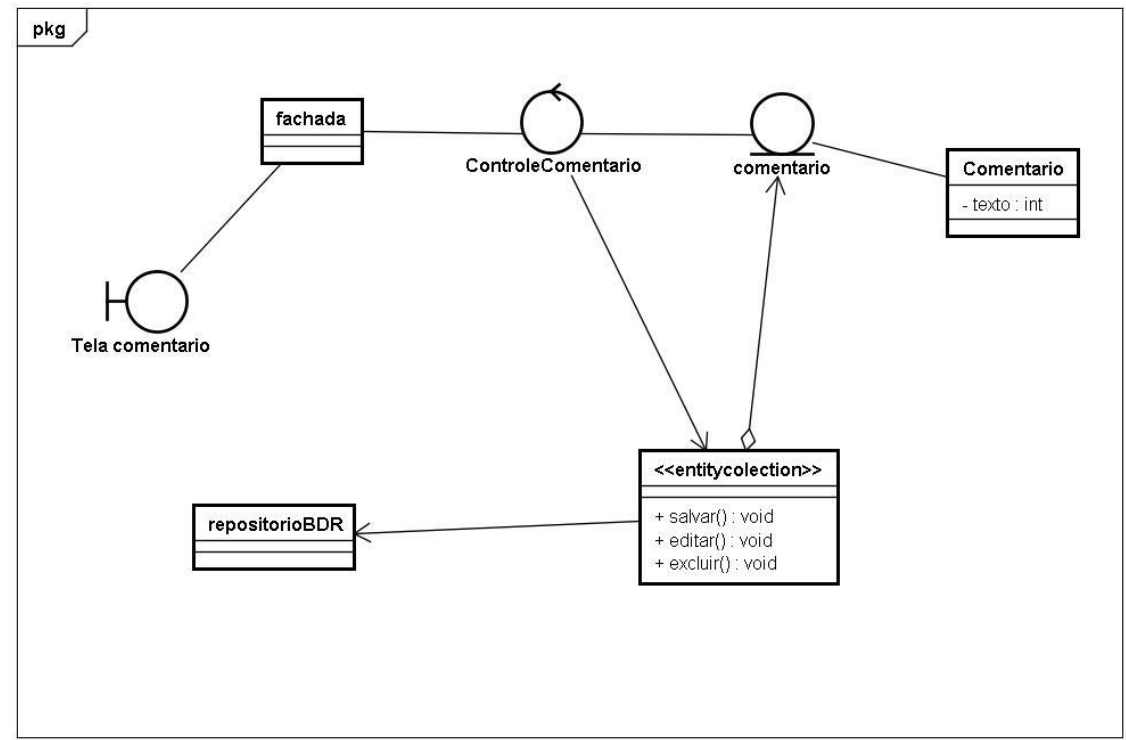 pkg
fachada
ControleComentario
comentario
Comentario
- texto : int
Tela comentario
<<entitycolection>>
+ salvar() : void
+ editar() : void
+ excluir() : void
repositorioBDR